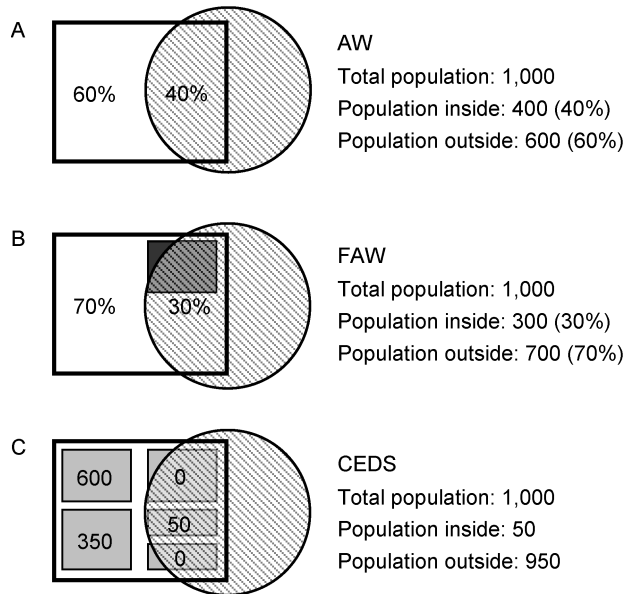 A
60%
40%
AW
Total population: 1,000
Population inside: 400 (40%)
Population outside: 600 (60%)
B
70%
30%
FAW
Total population: 1,000
Population inside: 300 (30%)
Population outside: 700 (70%)
C
600
0
350
50
0
CEDS
Total population: 1,000
Population inside: 50
Population outside: 950